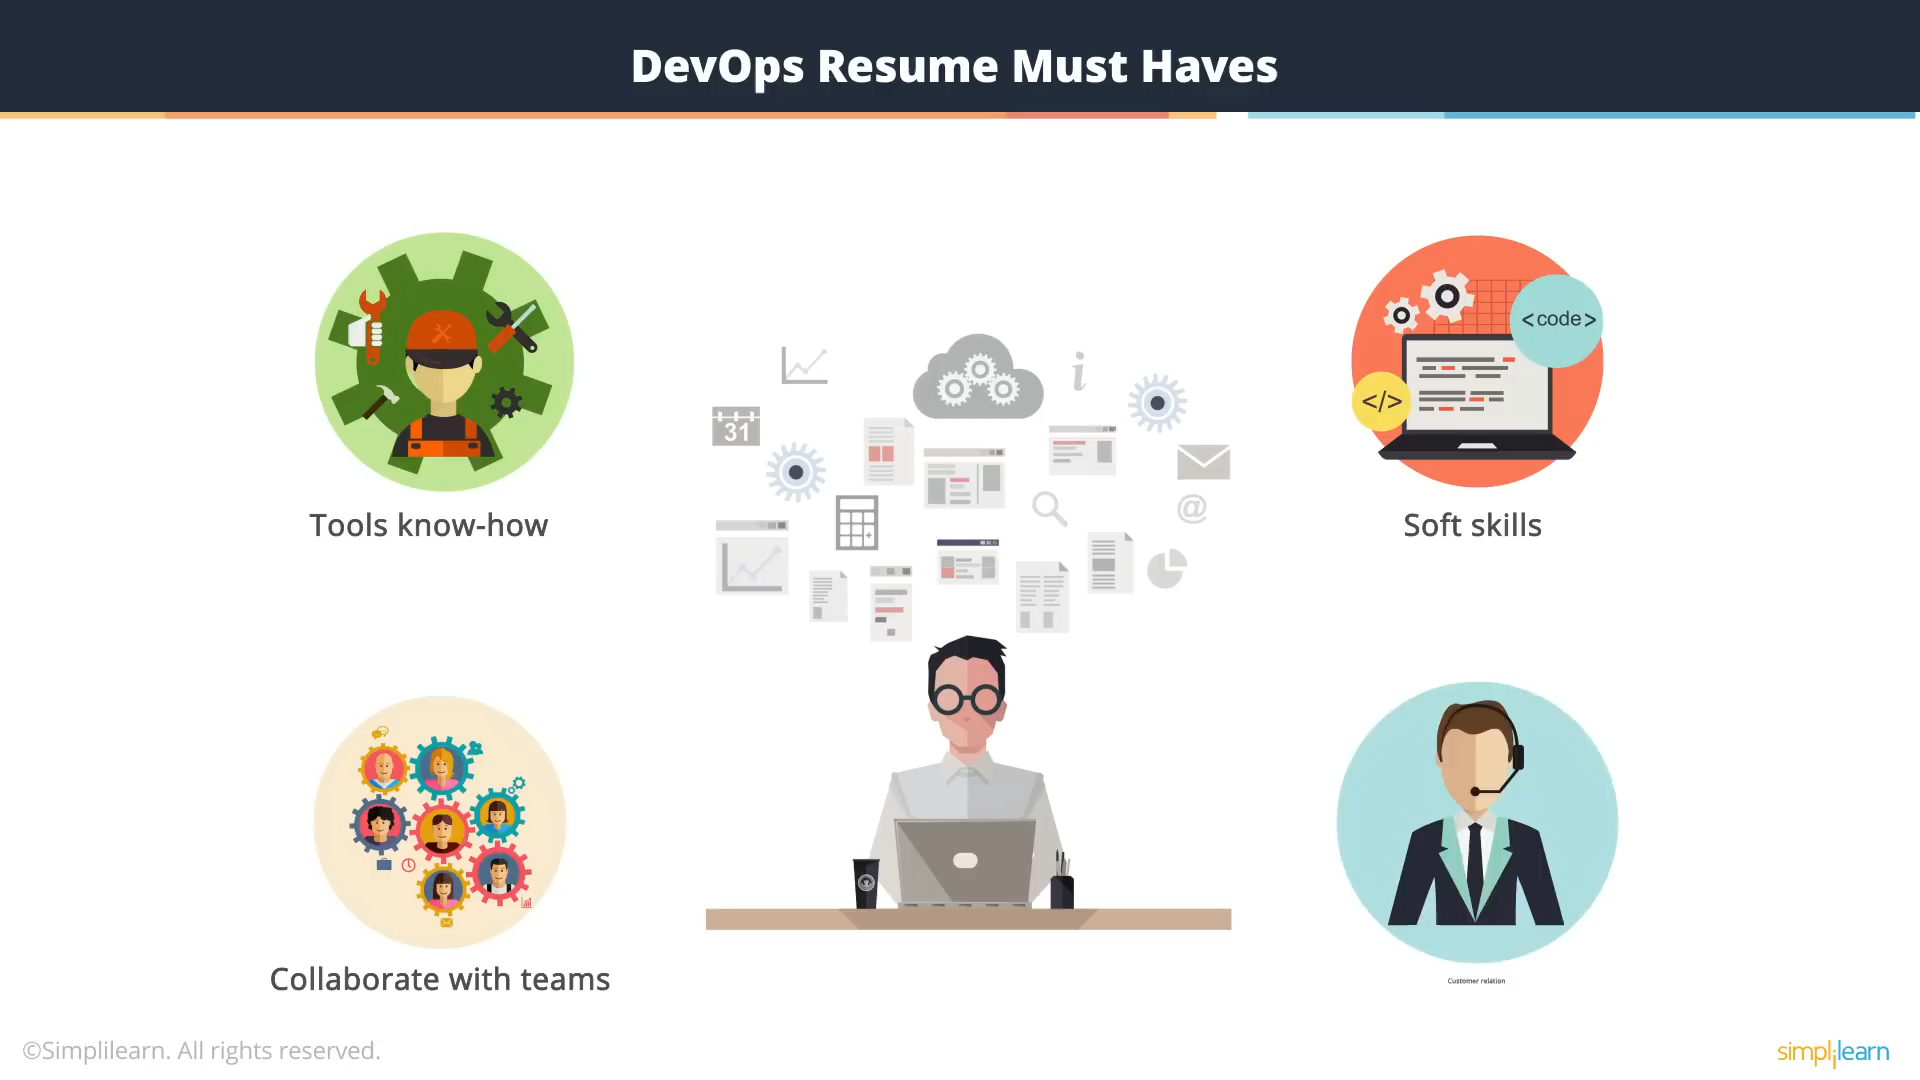 DevOps Resume Must Haves
31
i
@
<code>
</>
Tools know-how
Soft skills
Collaborate with teams
Customer relation
©Simplilearn. All rights reserved.
simplilearn